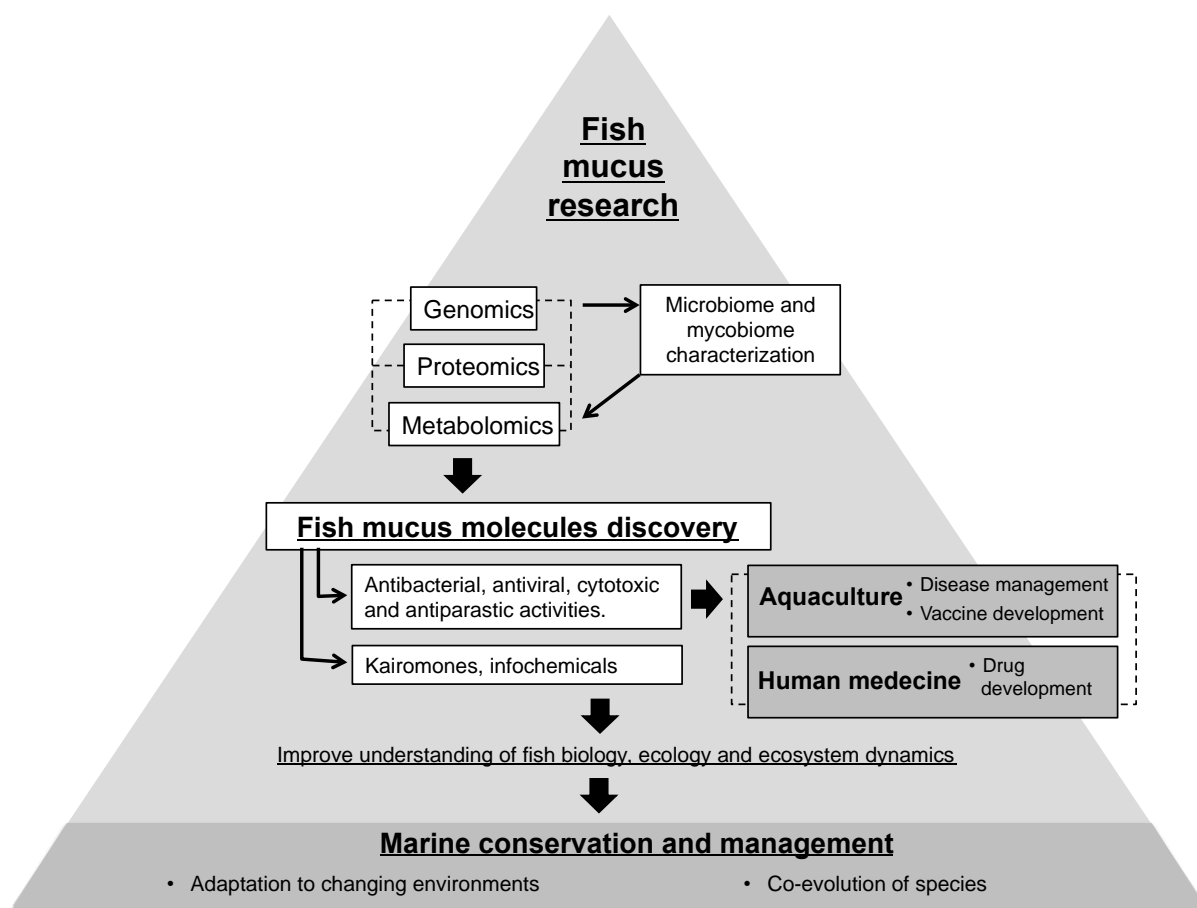 Fish
mucus
research
Genomics
Proteomics
Metabolomics
Microbiome and
mycobiome
characterization
Fish mucus molecules discovery
Antibacterial, antiviral, cytotoxic
and antiparastic activities.
Kairomones, infochemicals
Aquaculture
• Disease management
• Vaccine development
Human medecine
• Drug
development
Improve understanding of fish biology, ecology and ecosystem dynamics
Marine conservation and management
• Adaptation to changing environments
• Co-evolution of species